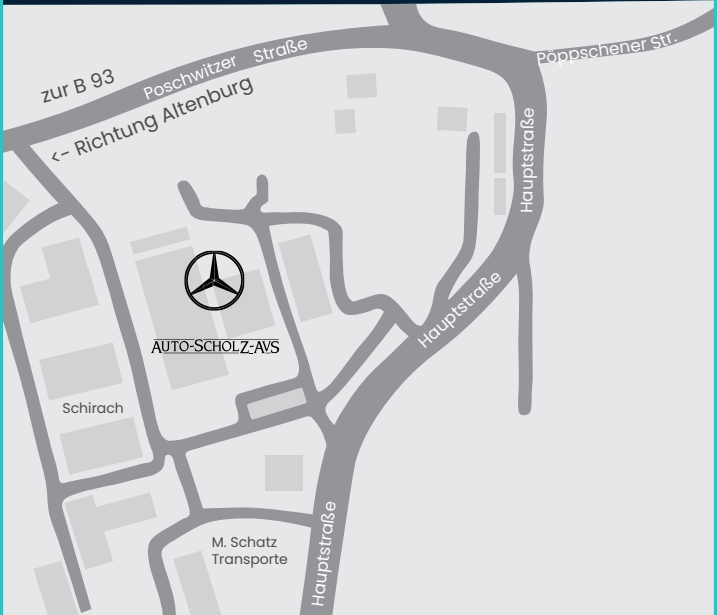 Pöppschener Str.
Poschwitzer Straße
zur B 93
<- Richtung Altenburg
Hauptstraße
Hauptstraße
AUTO-SCHOLZ-AVS
Schirach
Hauptstraße
M. Schatz
Transporte